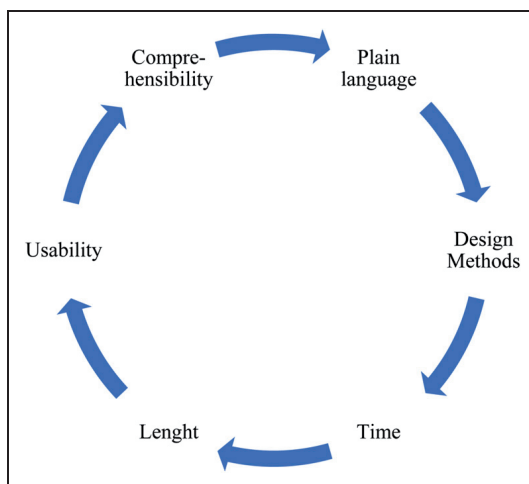 Compre-
hensibility
Plain
language
Design
Methods
Time
Lenght
Usability